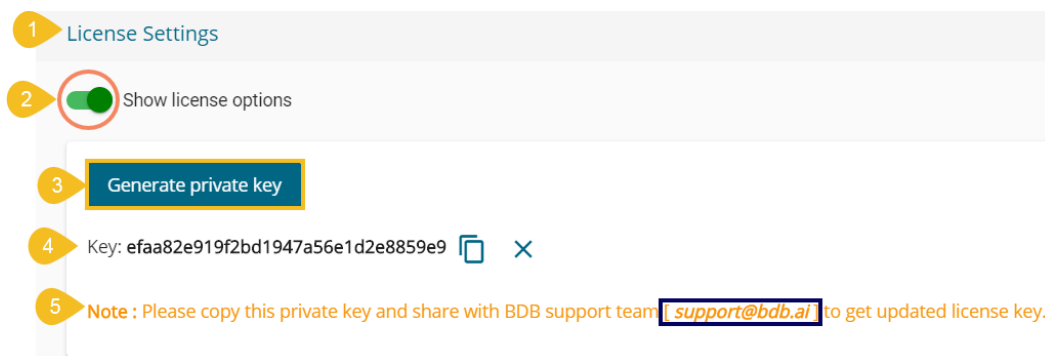 1 License Settings
2 Show license options
3 Generate private key
4 Key: efaa82e919f2bd1947a56e1d2e8859e9
5 Note : Please copy this private key and share with BDB support team [ support@bdb.ai ] to get updated license key.